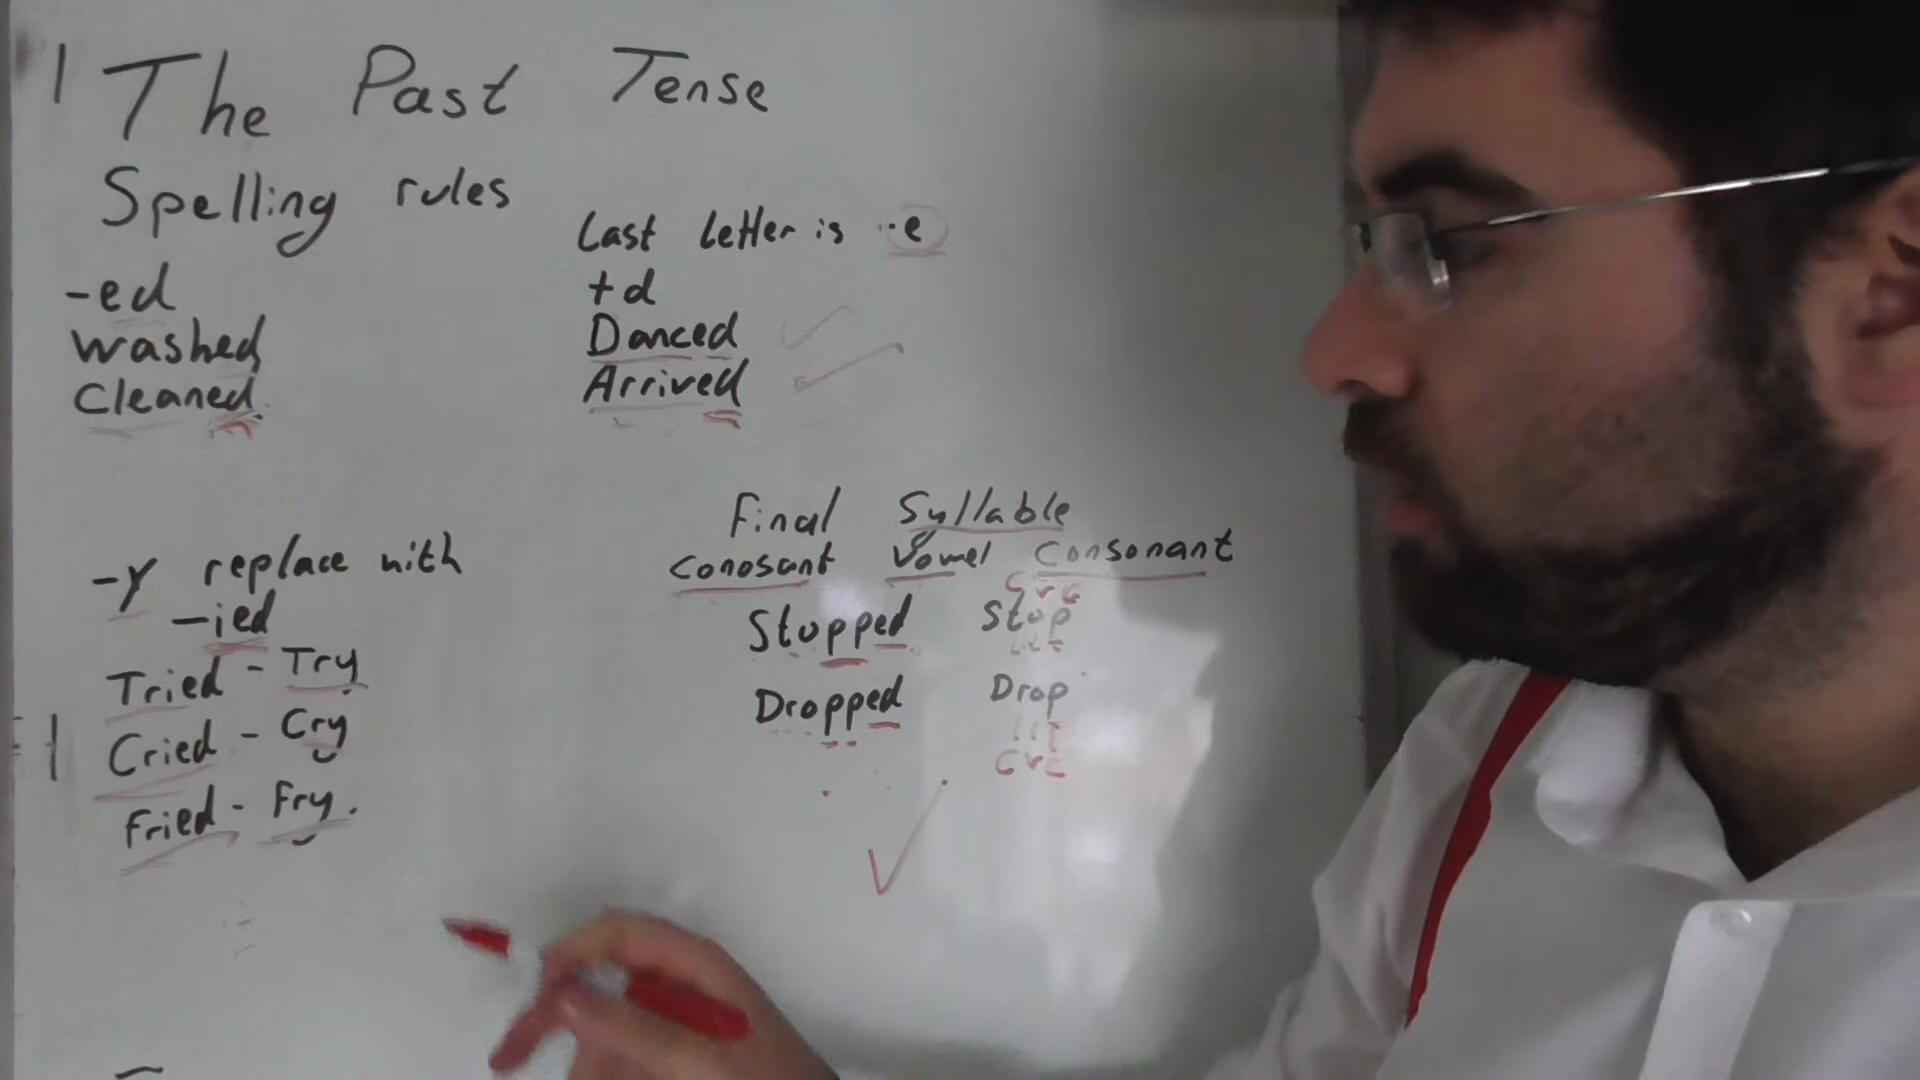 The Past Tense
Spelling rules
-ed
washed
cleaned.
Last letter is -e
+d
Danced
Arrived
-y replace with
-ied
Tried - Try
Cried - Cry
Fried - Fry.
Final Syllable
Conosant Vowel Consonant
CVC
Stopped Stop
Dropped Drop
CVC